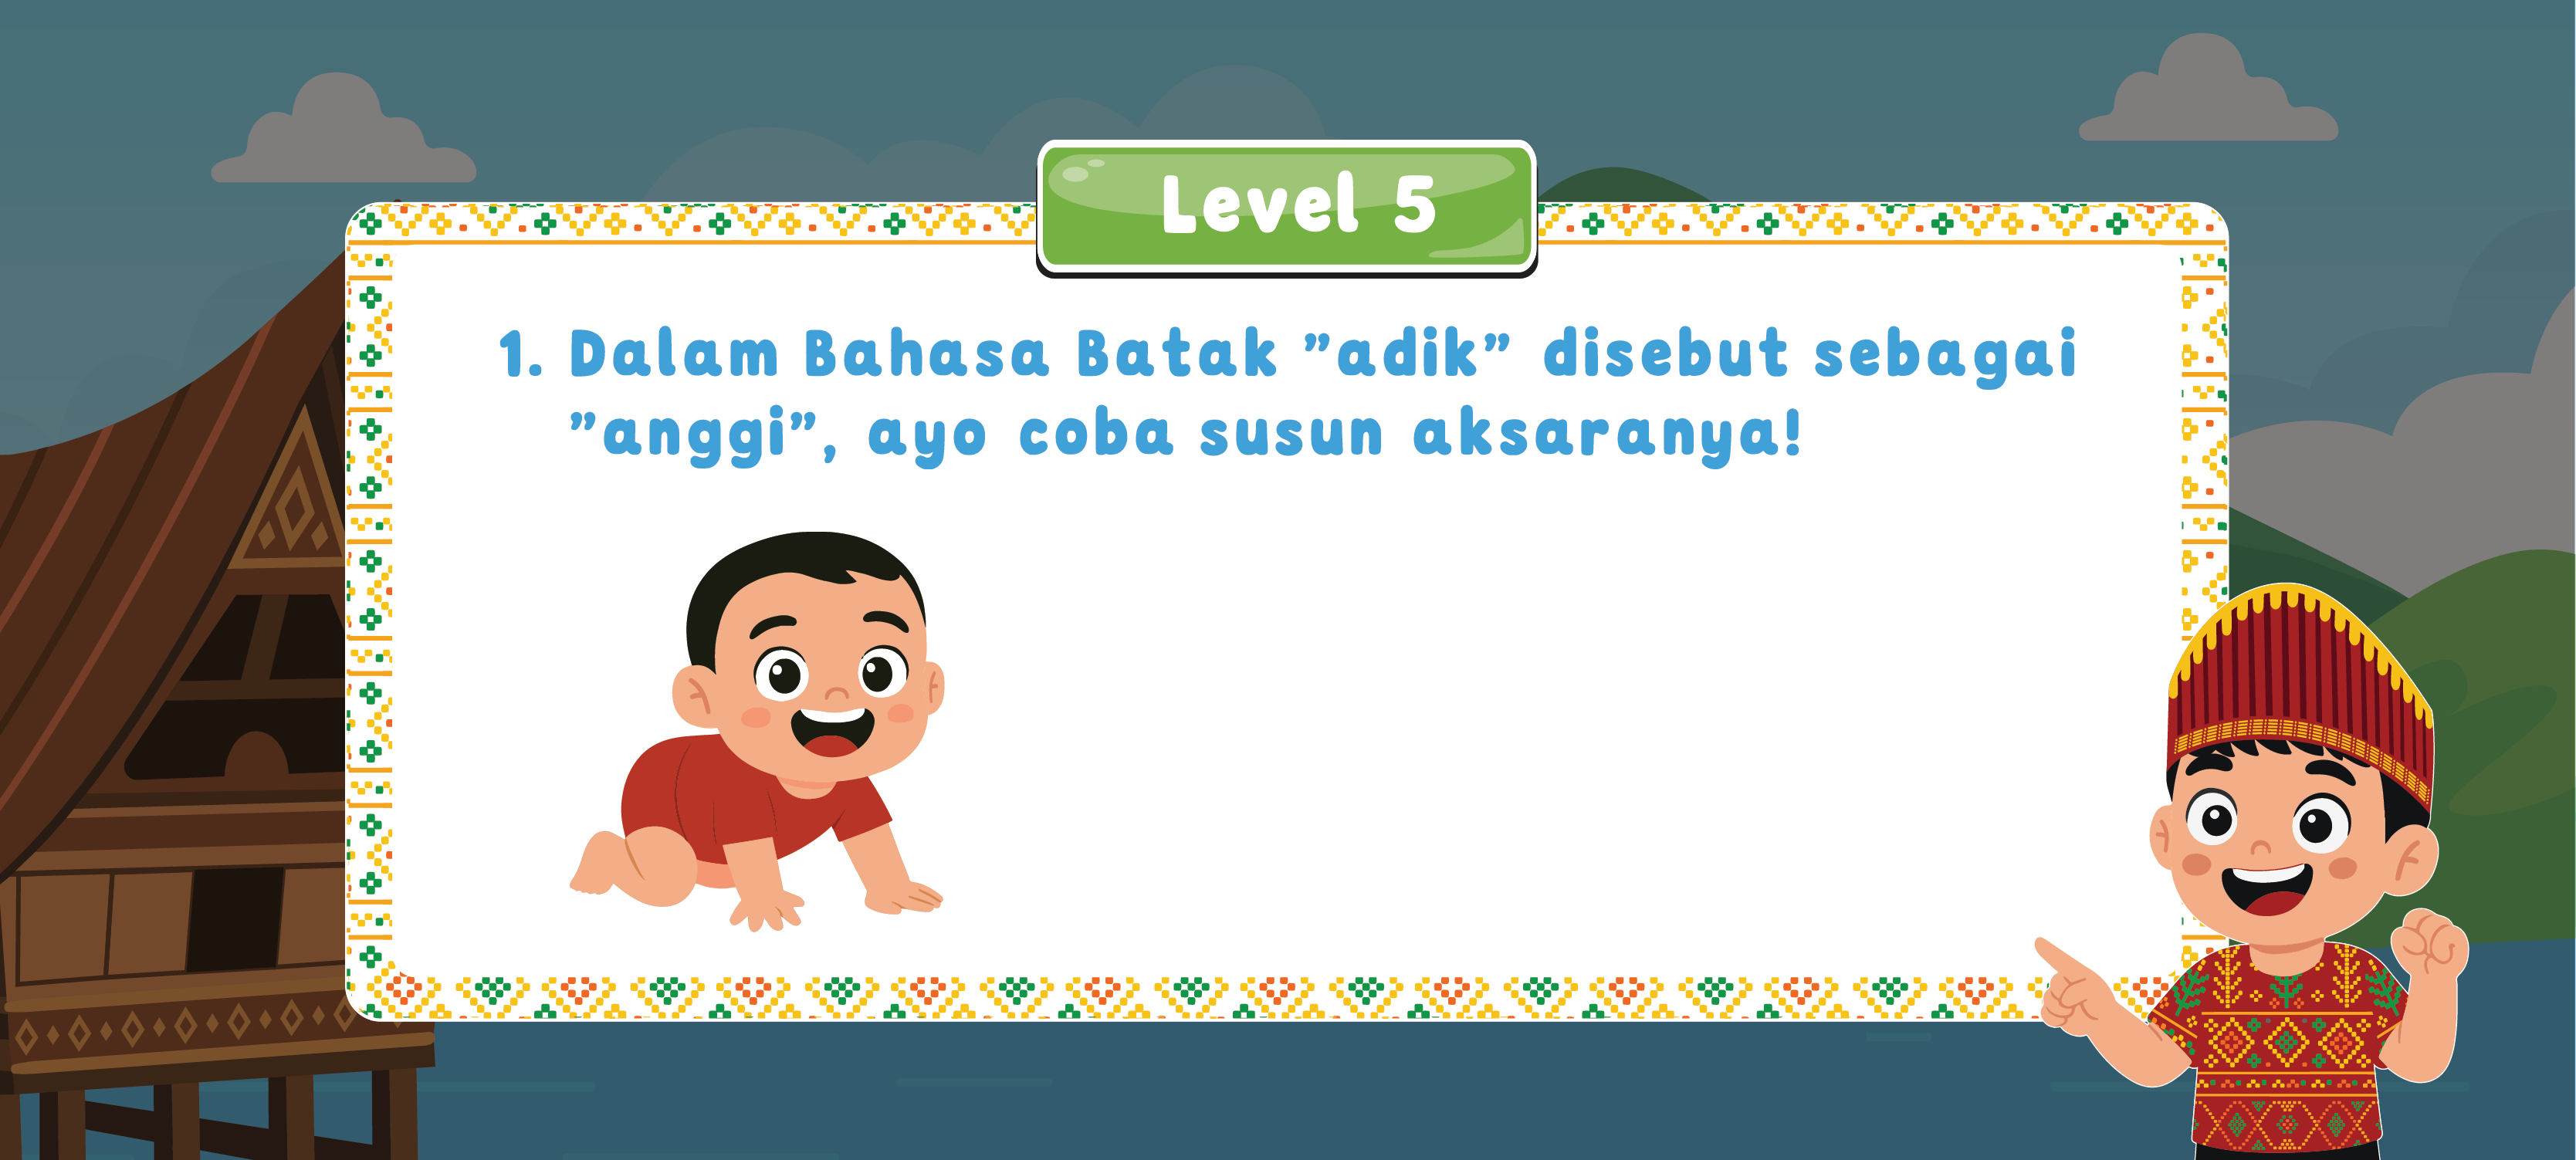 Level 5
1. Dalam Bahasa Batak ”adik” disebut sebagai
”anggi”, ayo coba susun aksaranya!